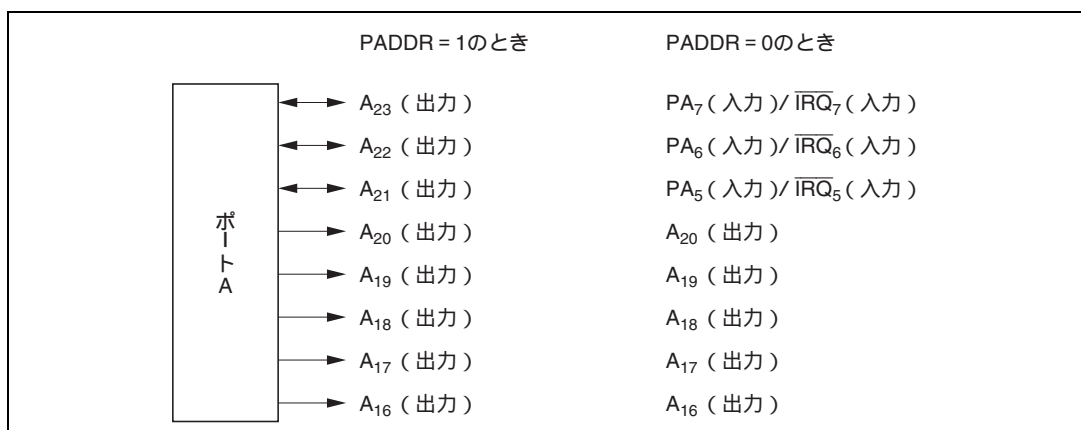 PADDR = 1のとき PADDR = 0のとき
A23 ( 出力 ) PA7 ( 入力 )/ I̅R̅Q̅7 ( 入力 )
A22 ( 出力 ) PA6 ( 入力 )/ I̅R̅Q̅6 ( 入力 )
A21 ( 出力 ) PA5 ( 入力 )/ I̅R̅Q̅5 ( 入力 )
ポートA
A20 ( 出力 ) A20 ( 出力 )
A19 ( 出力 ) A19 ( 出力 )
A18 ( 出力 ) A18 ( 出力 )
A17 ( 出力 ) A17 ( 出力 )
A16 ( 出力 ) A16 ( 出力 )